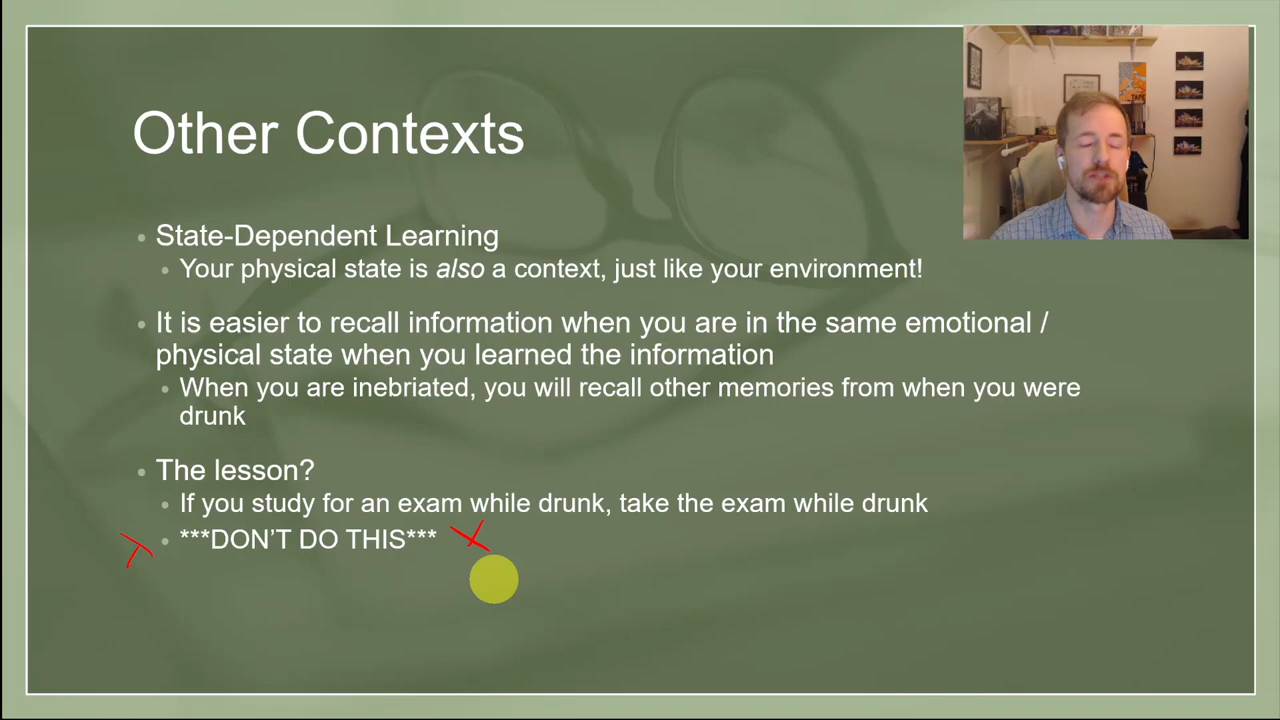 Other Contexts
• State-Dependent Learning
• Your physical state is also a context, just like your environment!
• It is easier to recall information when you are in the same emotional /
physical state when you learned the information
• When you are inebriated, you will recall other memories from when you were
drunk
• The lesson?
• If you study for an exam while drunk, take the exam while drunk
• ***DON'T DO THIS***